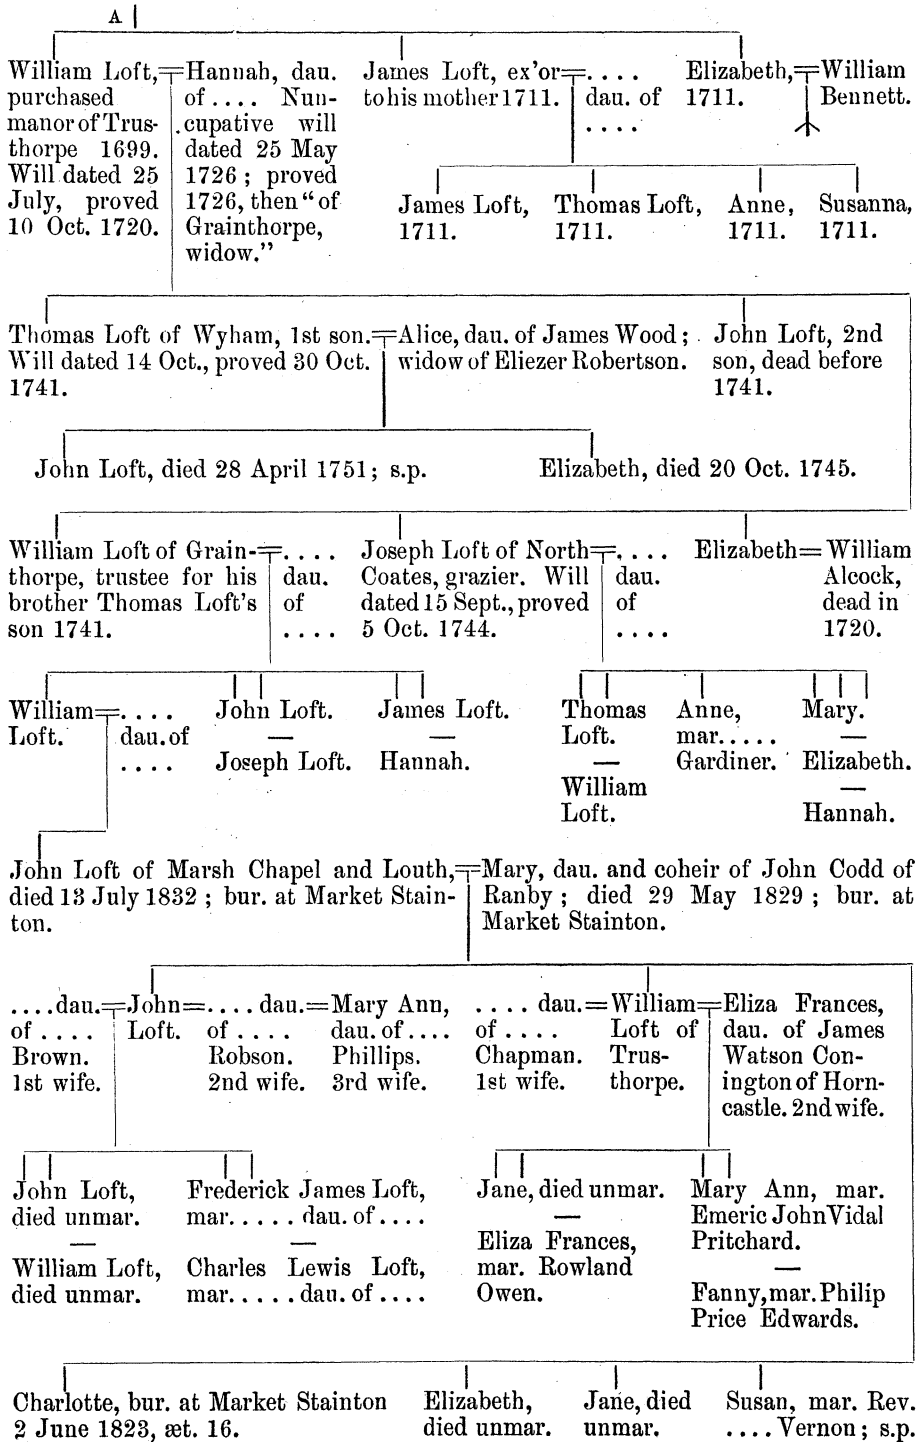 A
William Loft,
purchased
manor of Trus-
thorpe 1699.
Will dated 25
July, proved
10 Oct. 1720.
Hannah, dau.
of .... Nun-
cupative will
dated 25 May
1726 ; proved
1726, then “of
Grainthorpe,
widow.”
James Loft, ex'or
to his mother 1711.
....
dau. of
....
Elizabeth,
1711.
William
Bennett.
James Loft,
1711.
Thomas Loft,
1711.
Anne,
1711.
Susanna,
1711.
Thomas Loft of Wyham, 1st son.
Will dated 14 Oct., proved 30 Oct.
1741.
Alice, dau. of James Wood ;
widow of Eliezer Robertson.
John Loft, 2nd
son, dead before
1741.
John Loft, died 28 April 1751 ; s.p.
Elizabeth, died 20 Oct. 1745.
William Loft of Grain-
thorpe, trustee for his
brother Thomas Loft's
son 1741.
....
dau.
of
....
Joseph Loft of North
Coates, grazier. Will
dated 15 Sept., proved
5 Oct. 1744.
....
dau.
of
....
Elizabeth = William
Alcock,
dead in
1720.
William
Loft.
....
dau. of
....
John Loft.
—
Joseph Loft.
James Loft.
—
Hannah.
Thomas
Loft.
—
William
Loft.
Anne,
mar.....
Gardiner.
Mary.
—
Elizabeth.
—
Hannah.
John Loft of Marsh Chapel and Louth,
died 13 July 1832 ; bur. at Market Stain-
ton.
Mary, dau. and coheir of John Codd of
Ranby ; died 29 May 1829 ; bur. at
Market Stainton.
....dau.
of ....
Brown.
1st wife.
John =
Loft.
.... dau. =
of ....
Robson.
2nd wife.
Mary Ann,
dau. of ....
Phillips.
3rd wife.
.... dau. =
of ....
Chapman.
1st wife.
William
Loft of
Trus-
thorpe.
Eliza Frances,
dau. of James
Watson Con-
ington of Horn-
castle. 2nd wife.
John Loft,
died unmar.
—
William Loft,
died unmar.
Frederick James Loft,
mar..... dau. of ....
—
Charles Lewis Loft,
mar..... dau. of ....
Jane, died unmar.
—
Eliza Frances,
mar. Rowland
Owen.
Mary Ann, mar.
Emeric John Vidal
Pritchard.
—
Fanny, mar. Philip
Price Edwards.
Charlotte, bur. at Market Stainton
2 June 1823, æt. 16.
Elizabeth,
died unmar.
Jane, died
unmar.
Susan, mar. Rev.
.... Vernon ; s.p.